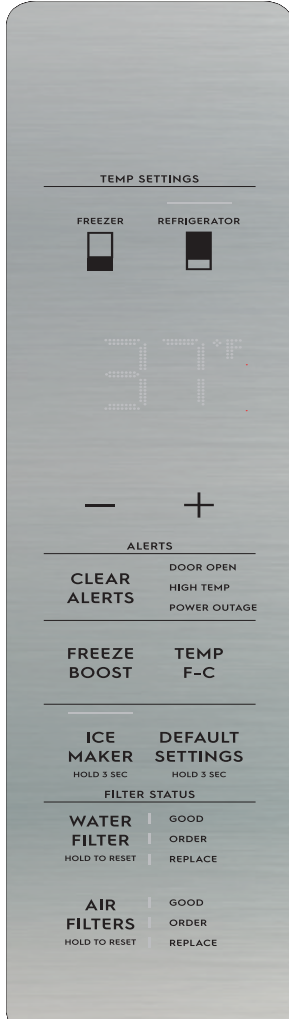 TEMP SETTINGS
FREEZER REFRIGERATOR
37°F
− +
ALERTS
CLEAR ALERTS
DOOR OPEN
HIGH TEMP
POWER OUTAGE
FREEZE BOOST
TEMP F-C
ICE MAKER
HOLD 3 SEC
DEFAULT SETTINGS
HOLD 3 SEC
FILTER STATUS
WATER FILTER
HOLD TO RESET
GOOD
ORDER
REPLACE
AIR FILTERS
HOLD TO RESET
GOOD
ORDER
REPLACE